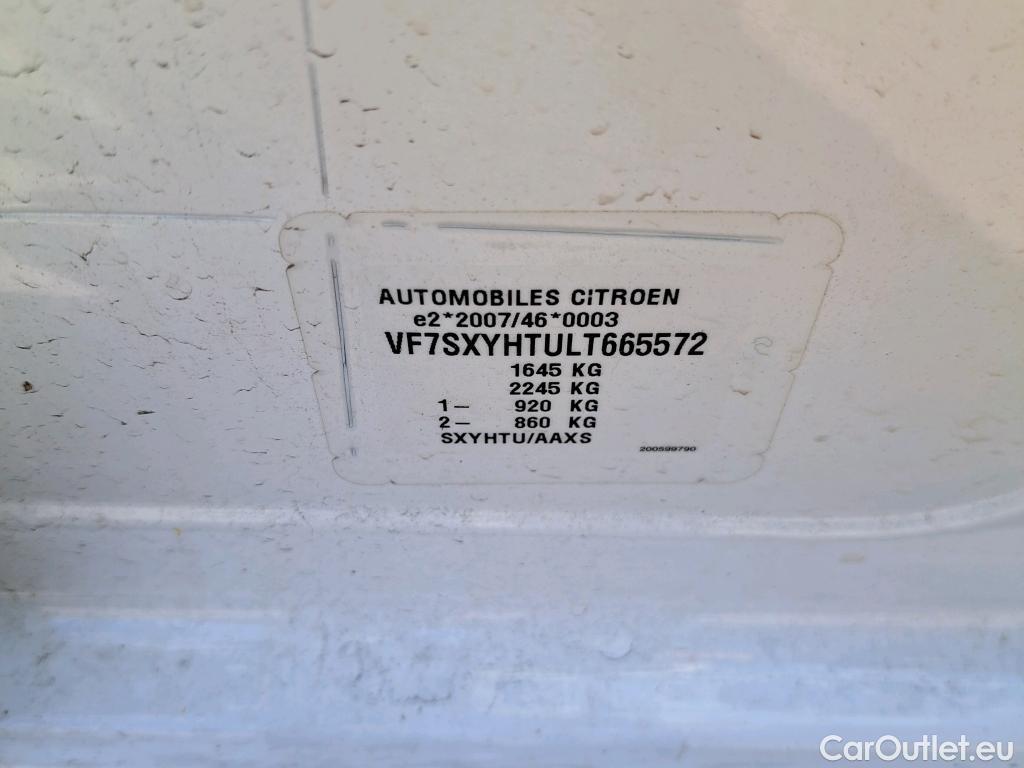 AUTOMOBILES CITROEN
e2*2007/46*0003
VF7SXYHTULT665572
1645 KG
2245 KG
1– 920 KG
2– 860 KG
SXYHTU/AAXS
200599790
CarOutlet.eu